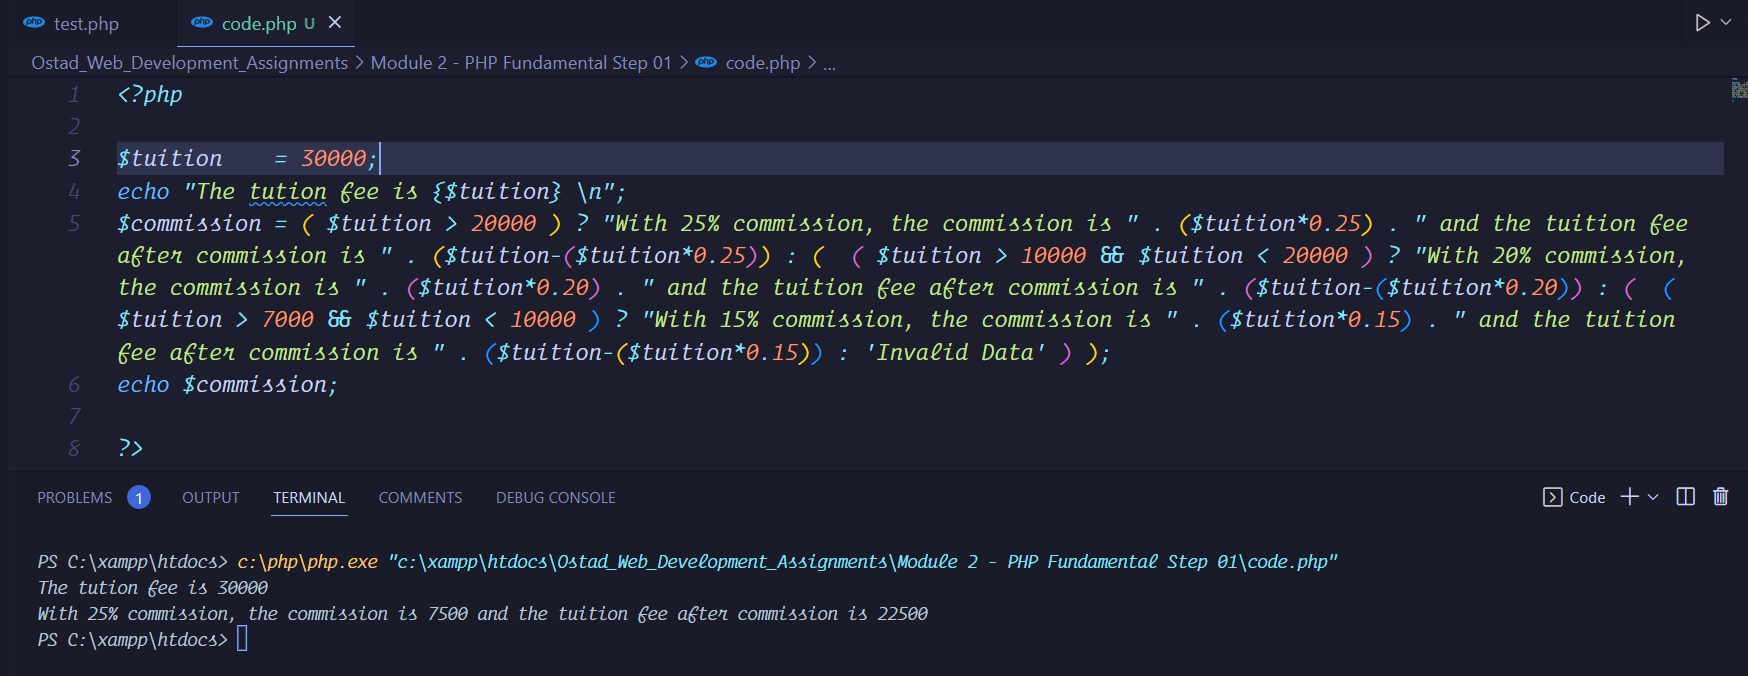 php test.php
php code.php U
Ostad_Web_Development_Assignments > Module 2 - PHP Fundamental Step 01 > php code.php > ...
1 <?php
2
3 $tuition    = 30000;
4 echo "The tution fee is {$tuition} \n";
5 $commission = ( $tuition > 20000 ) ? "With 25% commission, the commission is " . ($tuition*0.25) . " and the tuition fee
after commission is " . ($tuition-($tuition*0.25)) : (  ( $tuition > 10000 && $tuition < 20000 ) ? "With 20% commission,
the commission is " . ($tuition*0.20) . " and the tuition fee after commission is " . ($tuition-($tuition*0.20)) : (  (
$tuition > 7000 && $tuition < 10000 ) ? "With 15% commission, the commission is " . ($tuition*0.15) . " and the tuition
fee after commission is " . ($tuition-($tuition*0.15)) : 'Invalid Data' ) );
6 echo $commission;
7
8 ?>
PROBLEMS 1 OUTPUT TERMINAL COMMENTS DEBUG CONSOLE Code
PS C:\xampp\htdocs> c:\php\php.exe "c:\xampp\htdocs\Ostad_Web_Development_Assignments\Module 2 - PHP Fundamental Step 01\code.php"
The tution fee is 30000
With 25% commission, the commission is 7500 and the tuition fee after commission is 22500
PS C:\xampp\htdocs>